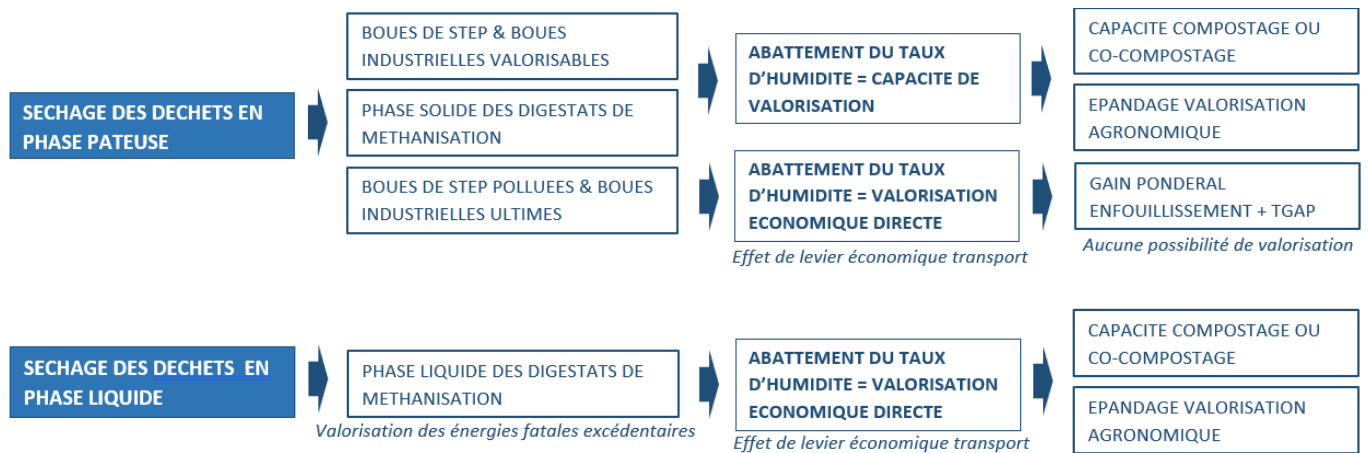 SECHAGE DES DECHETS EN
PHASE PATEUSE
BOUES DE STEP & BOUES
INDUSTRIELLES VALORISABLES
PHASE SOLIDE DES DIGESTATS DE
METHANISATION
BOUES DE STEP POLLUEES & BOUES
INDUSTRIELLES ULTIMES
ABATTEMENT DU TAUX
D'HUMIDITE = CAPACITE DE
VALORISATION
ABATTEMENT DU TAUX
D'HUMIDITE = VALORISATION
ECONOMIQUE DIRECTE
Effet de levier économique transport
CAPACITE COMPOSTAGE OU
CO-COMPOSTAGE
EPANDAGE VALORISATION
AGRONOMIQUE
GAIN PONDERAL
ENFOUILLISSEMENT + TGAP
Aucune possibilité de valorisation
SECHAGE DES DECHETS EN
PHASE LIQUIDE
PHASE LIQUIDE DES DIGESTATS DE
METHANISATION
Valorisation des énergies fatales excédentaires
ABATTEMENT DU TAUX
D'HUMIDITE = VALORISATION
ECONOMIQUE DIRECTE
Effet de levier économique transport
CAPACITE COMPOSTAGE OU
CO-COMPOSTAGE
EPANDAGE VALORISATION
AGRONOMIQUE